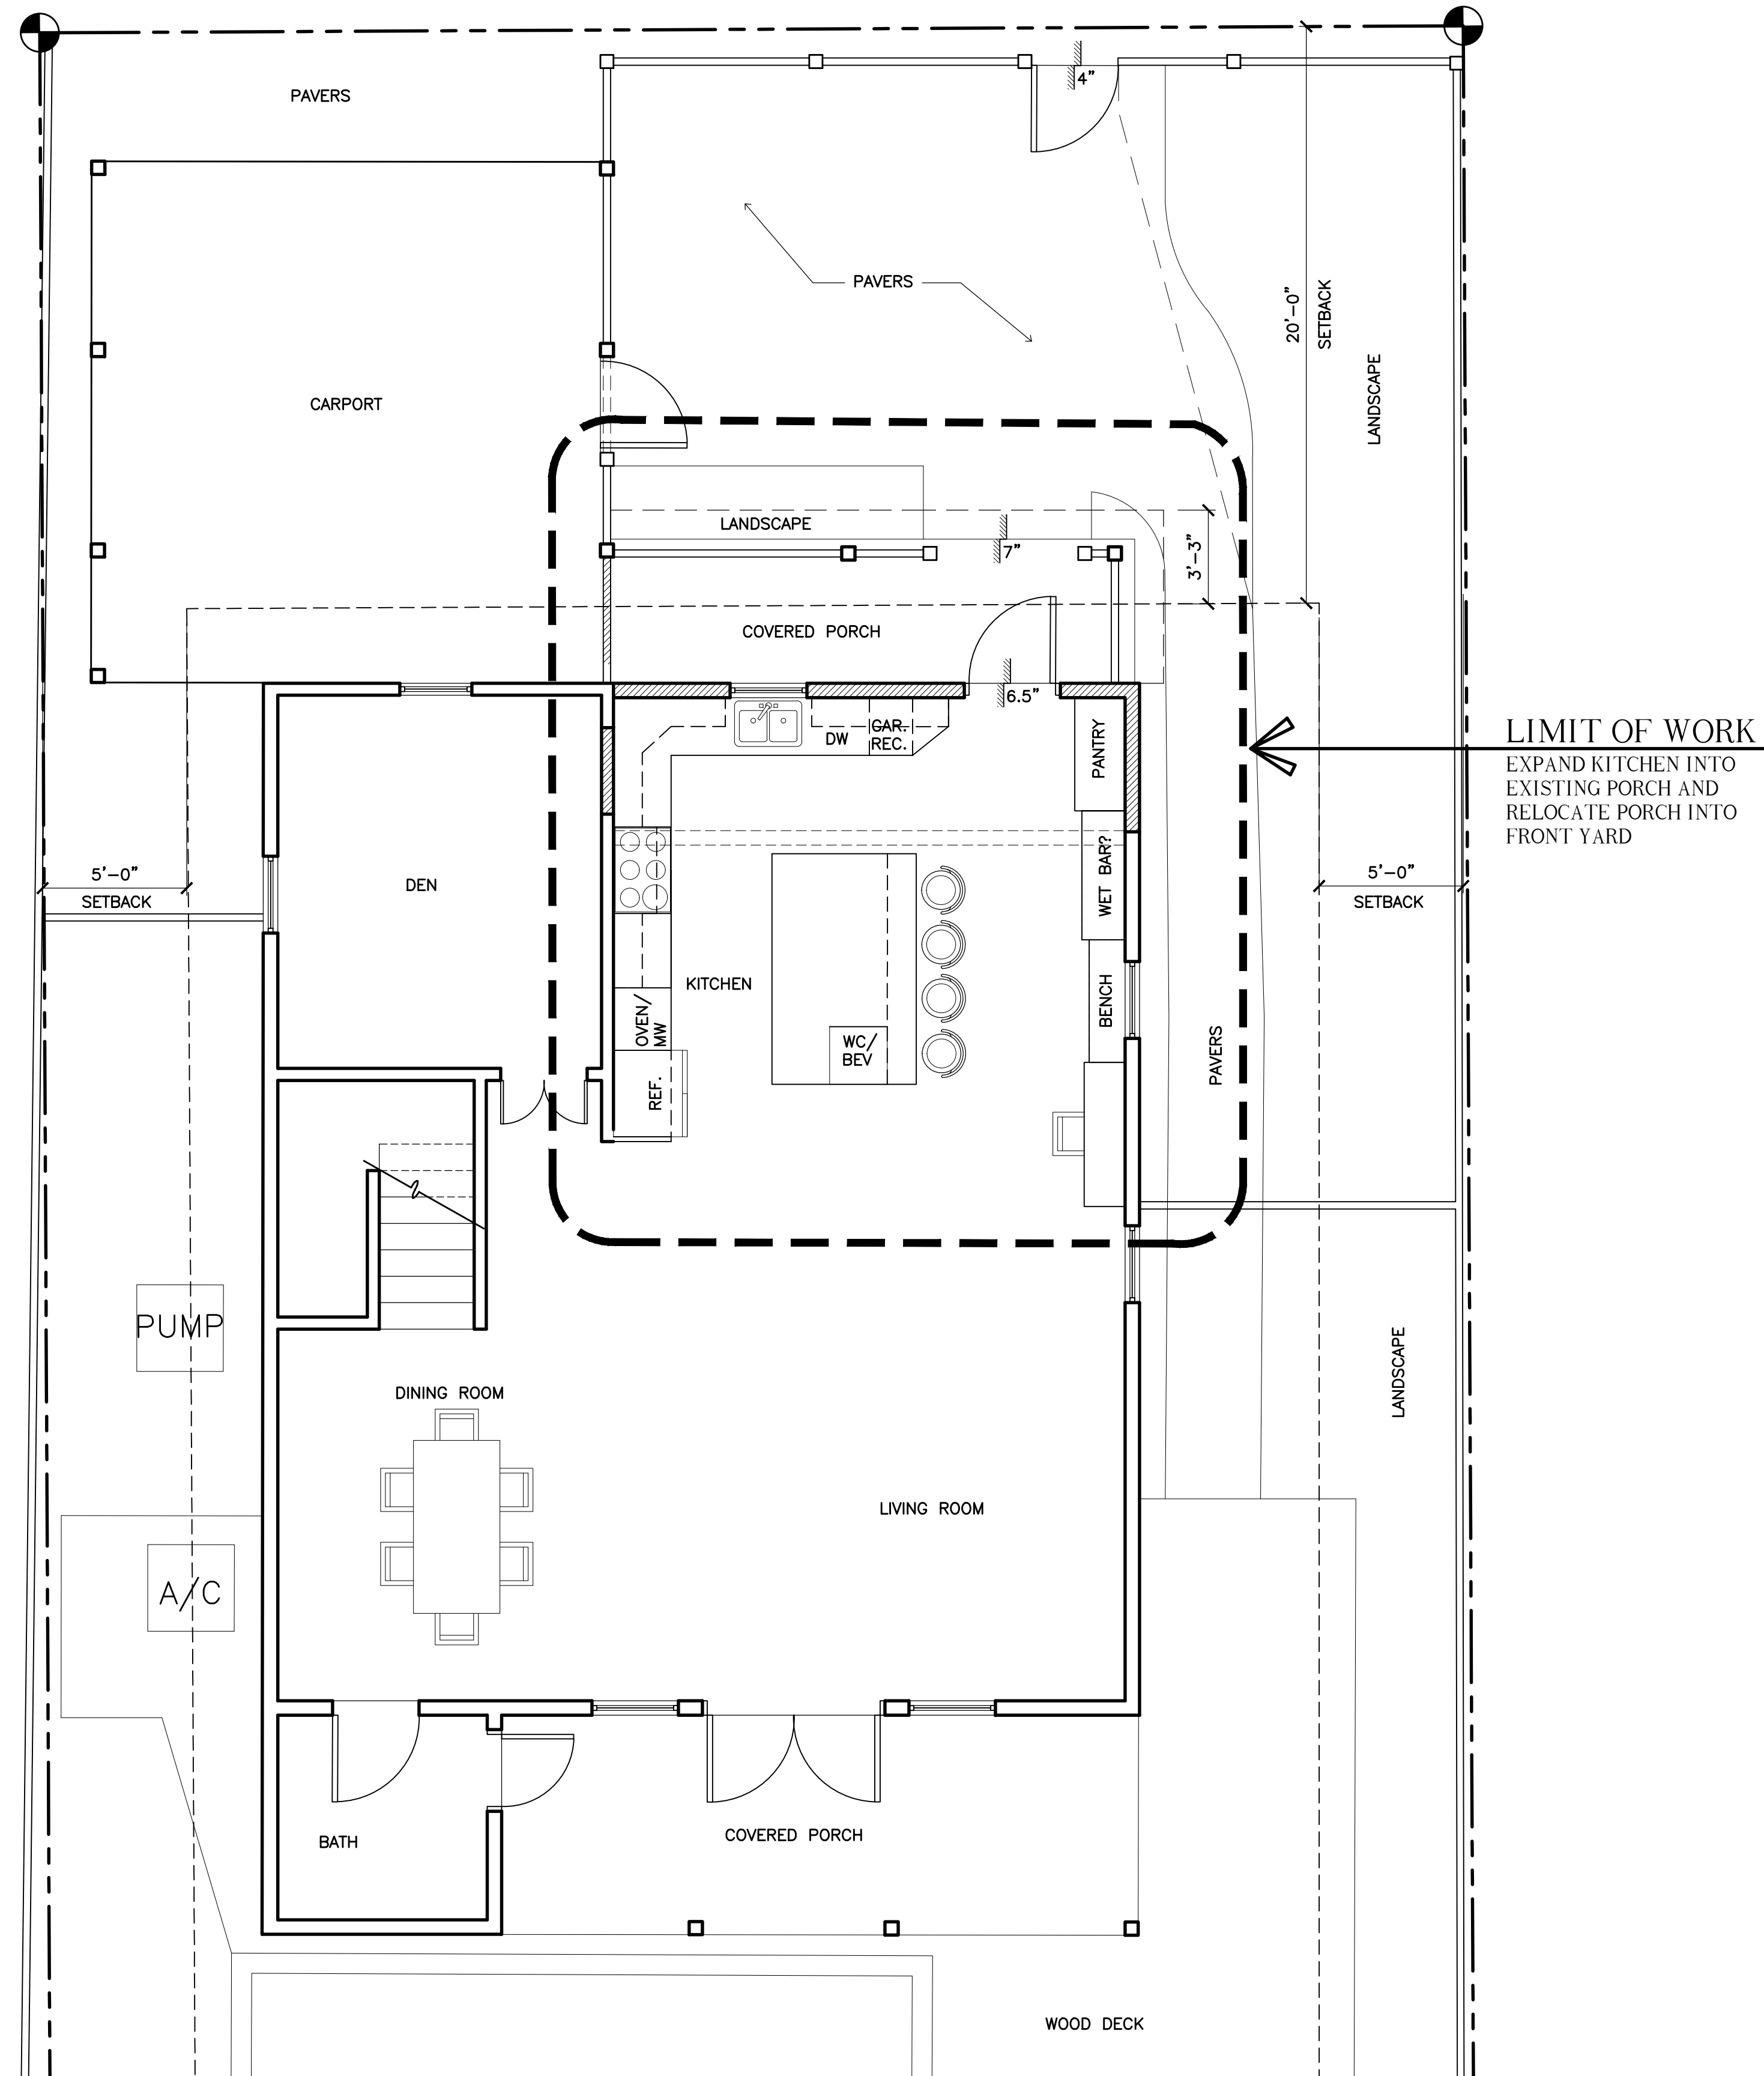 PAVERS
4”
PAVERS
20’-0”
SETBACK
LANDSCAPE
CARPORT
LANDSCAPE
7”
3’-3”
COVERED PORCH
6.5”
DW
GAR.
REC.
PANTRY
LIMIT OF WORK
EXPAND KITCHEN INTO
EXISTING PORCH AND
RELOCATE PORCH INTO
FRONT YARD
5’-0”
SETBACK
DEN
WET BAR?
5’-0”
SETBACK
KITCHEN
OVEN/
MW
WC/
BEV
BENCH
PAVERS
REF.
PUMP
LANDSCAPE
DINING ROOM
LIVING ROOM
A/C
BATH
COVERED PORCH
WOOD DECK